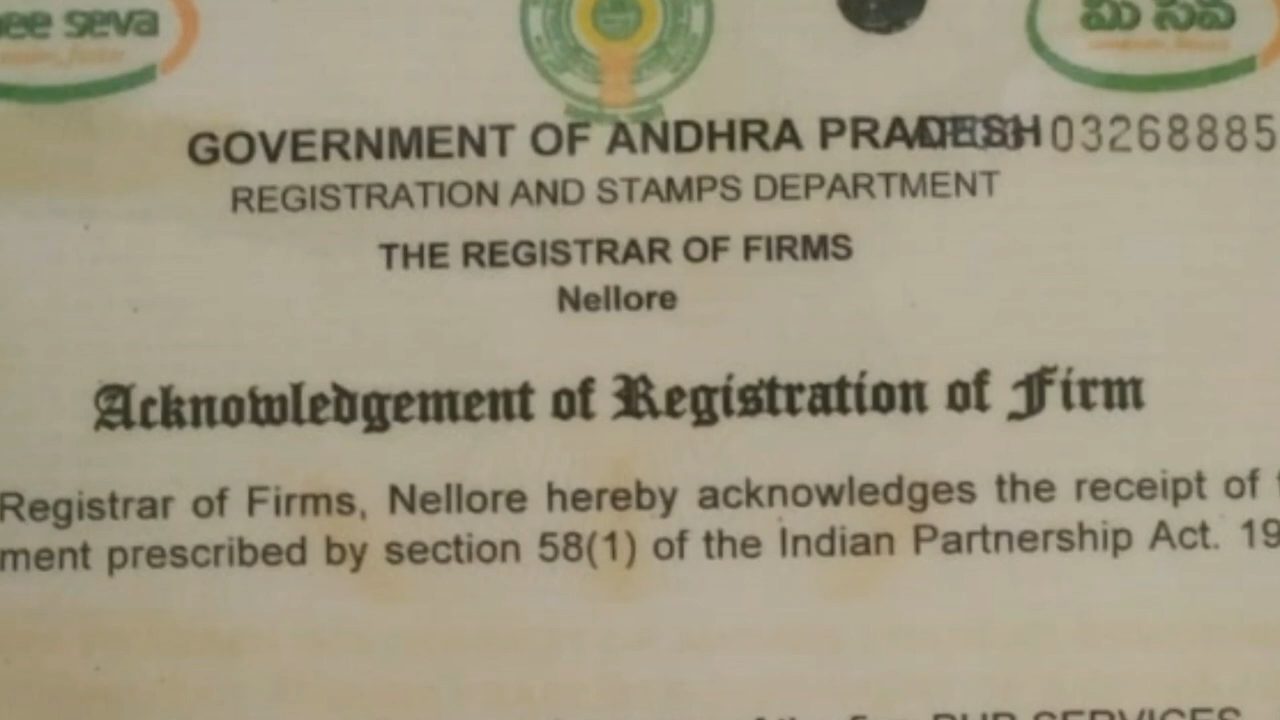 ee seva
మీ సేవ
GOVERNMENT OF ANDHRA PRADESH 03268885
REGISTRATION AND STAMPS DEPARTMENT
THE REGISTRAR OF FIRMS
Nellore
Acknowledgement of Registration of Firm
Registrar of Firms, Nellore hereby acknowledges the receipt of
ment prescribed by section 58(1) of the Indian Partnership Act. 19
SERVICES